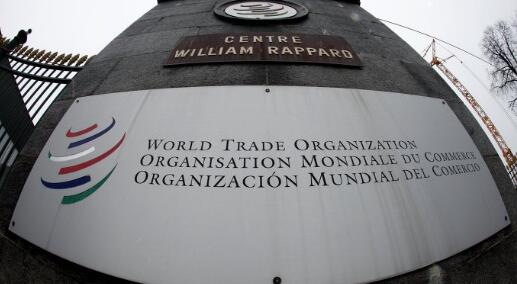 CENTRE
WILLIAM RAPPARD
WORLD TRADE ORGANIZATION
ORGANISATION MONDIALE DU COMMERCE
ORGANIZACIÓN MUNDIAL DEL COMERCIO